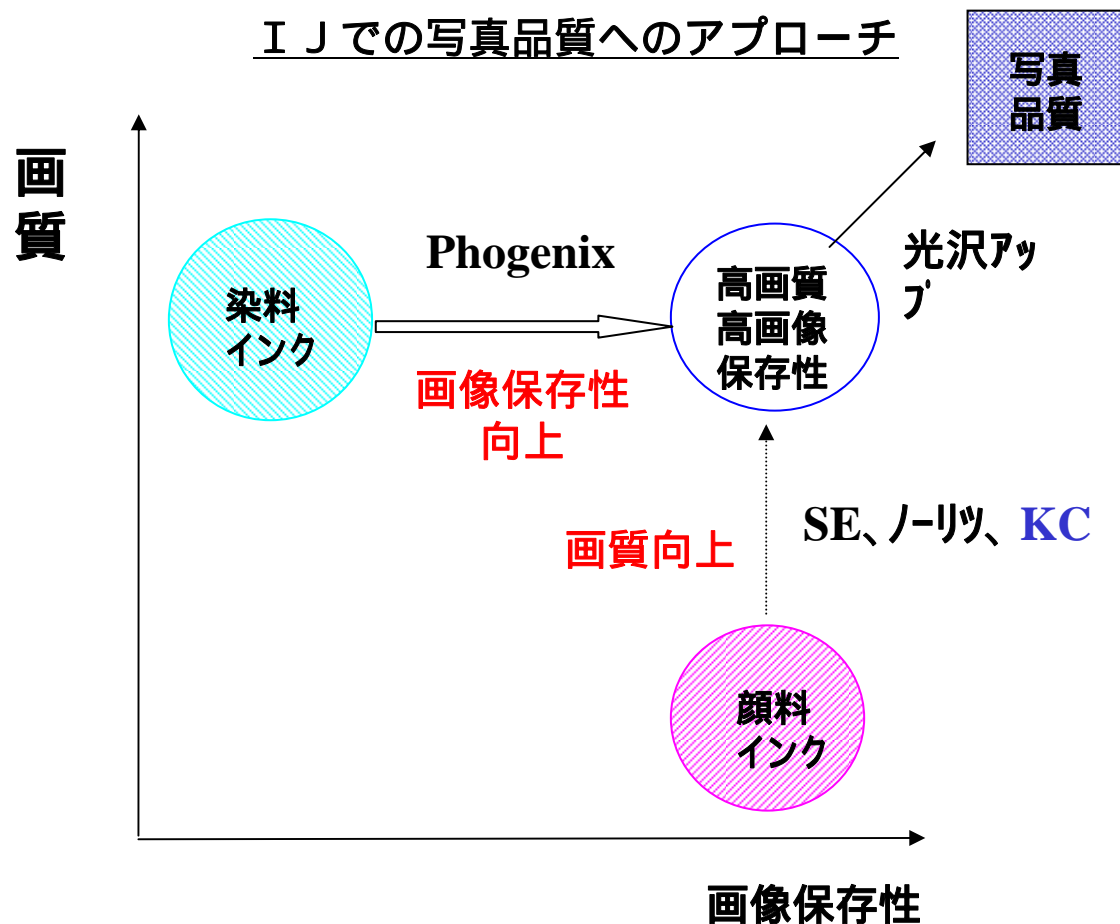 ＩＪでの写真品質へのアプローチ
写真
品質
画
質
Phogenix
光沢ｱｯ
ﾌﾟ
染料
インク
高画質
高画像
保存性
画像保存性
向上
画質向上
SE、ﾉｰﾘﾂ、KC
顔料
インク
画像保存性